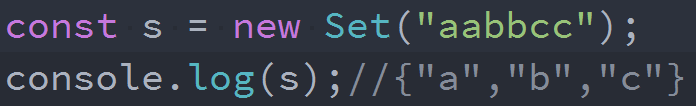 const s = new Set("aabbcc");
console.log(s);//{"a","b","c"}